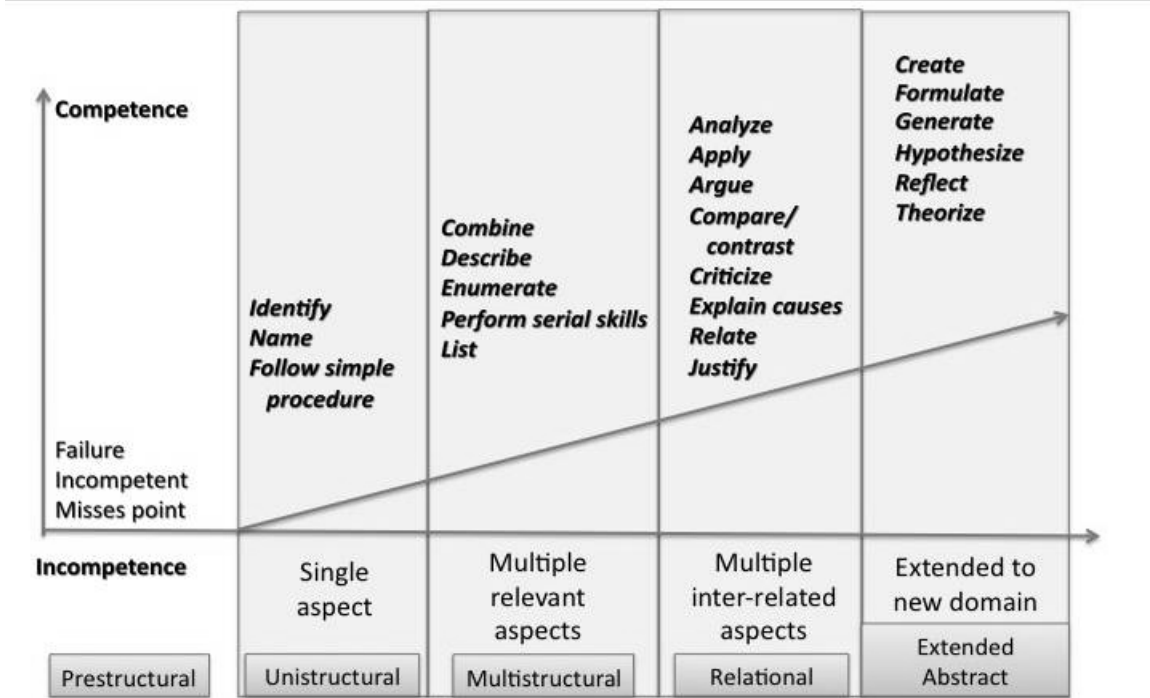 Competence
Failure
Incompetent
Misses point
Incompetence
Prestructural
Identify
Name
Follow simple
procedure
Single
aspect
Unistructural
Combine
Describe
Enumerate
Perform serial skills
List
Multiple
relevant
aspects
Multistructural
Analyze
Apply
Argue
Compare/
contrast
Criticize
Explain causes
Relate
Justify
Multiple
inter-related
aspects
Relational
Create
Formulate
Generate
Hypothesize
Reflect
Theorize
Extended to
new domain
Extended
Abstract